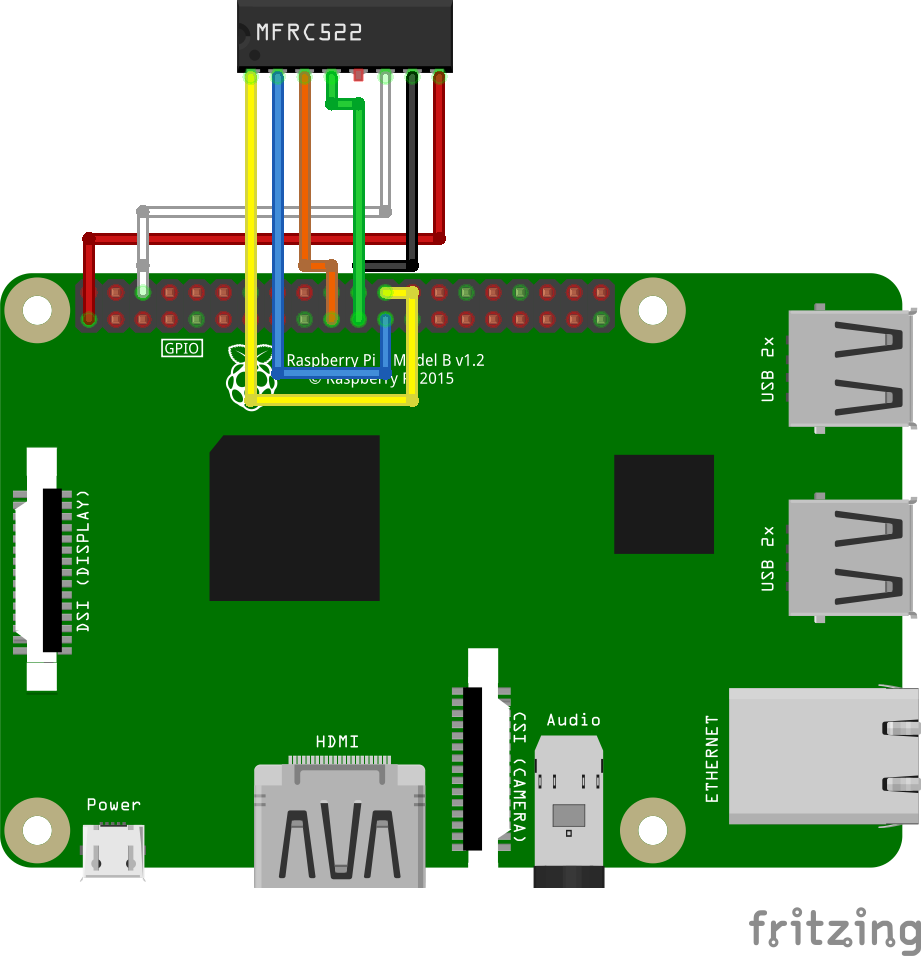 MFRC522
GPIO
Raspberry Pi Model B v1.2
© Raspberry Pi 2015
USB 2x
USB 2x
DSI (DISPLAY)
HDMI
Power
CSI (CAMERA)
Audio
ETHERNET
fritzing